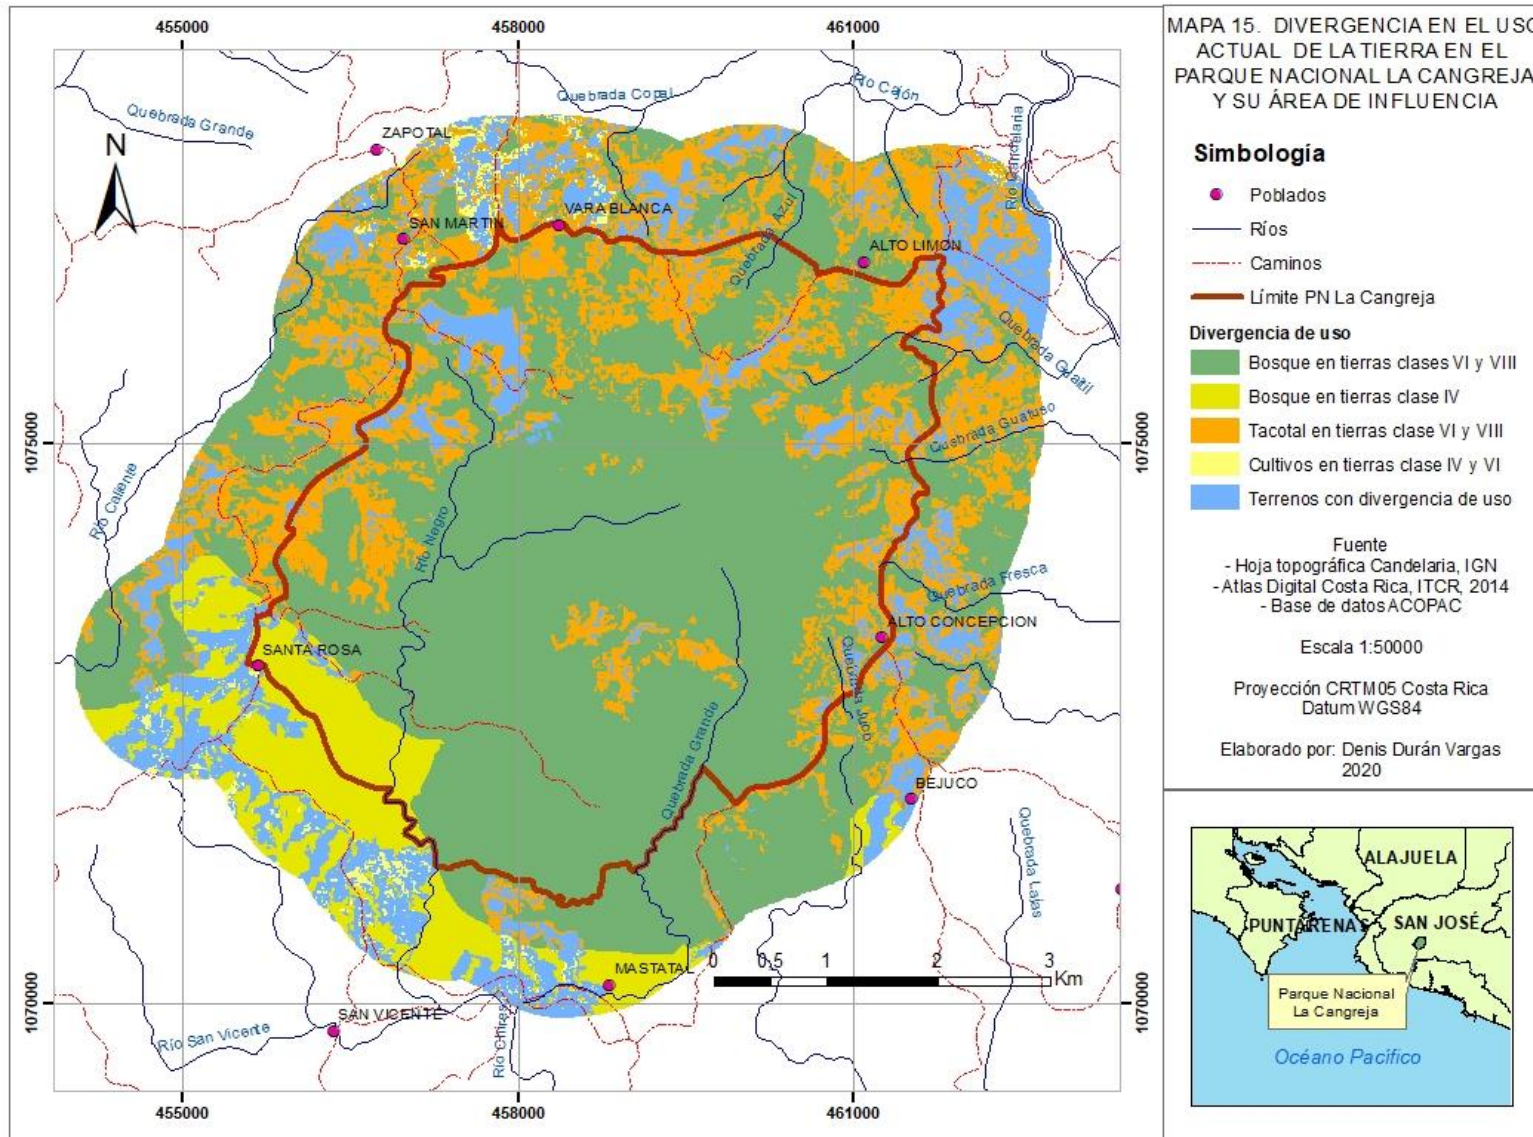 455000
458000
461000
MAPA 15. DIVERGENCIA EN EL USO
ACTUAL DE LA TIERRA EN EL
PARQUE NACIONAL LA CANGREJA
Y SU ÁREA DE INFLUENCIA
Simbología
Poblados
Ríos
Caminos
Límite PN La Cangreja
Divergencia de uso
Bosque en tierras clases VI y VIII
Bosque en tierras clase IV
Tacotal en tierras clase VI y VIII
Cultivos en tierras clase IV y VI
Terrenos con divergencia de uso
Fuente
- Hoja topográfica Candelaria, IGN
- Atlas Digital Costa Rica, ITCR, 2014
- Base de datos ACOPAC
Escala 1:50000
Proyección CRTM05 Costa Rica
Datum WGS84
Elaborado por: Denis Durán Vargas
2020
N
Quebrada Grande
Quebrada Copal
Río Cajón
Río Candelaria
ZAPOTAL
SAN MARTIN
VARA BLANCA
Quebrada Azul
ALTO LIMON
Quebrada Guaitil
1075000
1075000
Quebrada Guatuso
Río Caliente
Río Negro
Quebrada Fresca
ALTO CONCEPCION
SANTA ROSA
Quebrada Grande
BEJUCO
Quebrada Lajas
MASTATAL
0
0.5
1
2
3
Km
1070000
1070000
SAN VICENTE
Río San Vicente
Río Chires
455000
458000
461000
ALAJUELA
PUNTARENAS
SAN JOSÉ
Parque Nacional
La Cangreja
Océano Pacífico